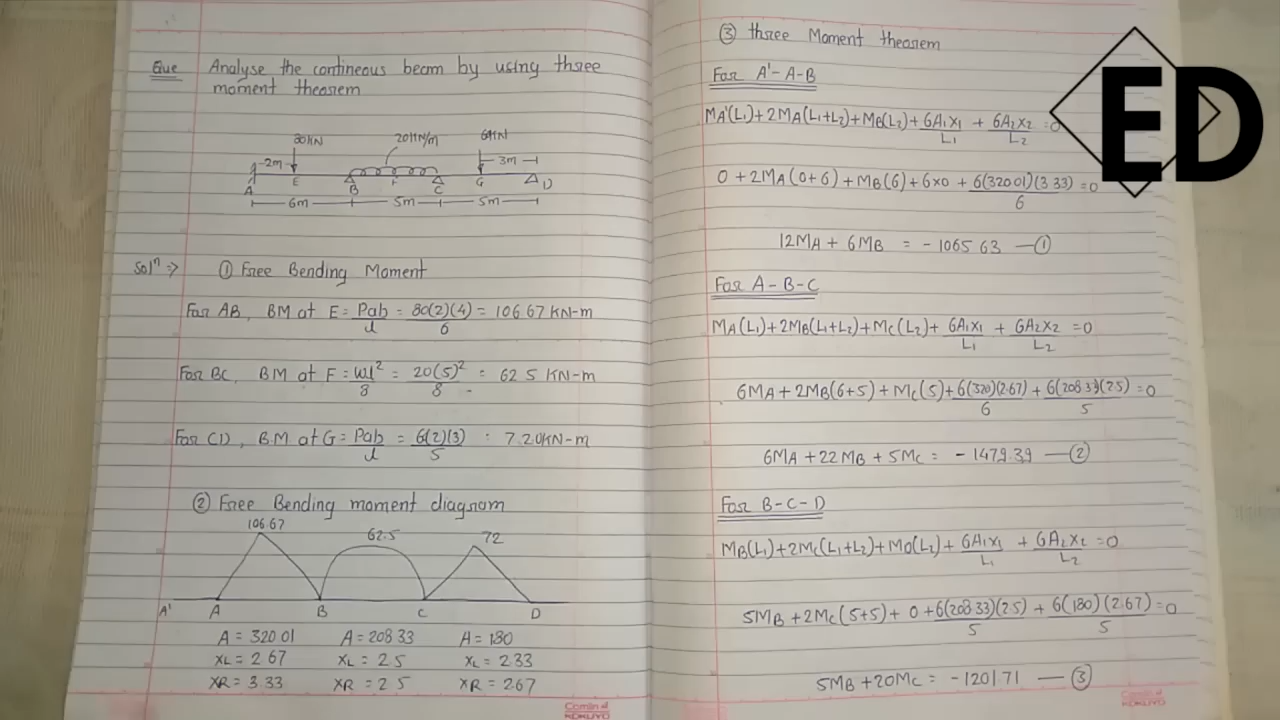 Que Analyse the contineous beam by using three
moment theorem
80KN 20KN/m 64KN
2m 3m
A E B F C G D
6m 5m 5m
Solⁿ ⇒ ① Free Bending Moment
For AB, BM at E = Pab/l = 80(2)(4)/6 = 106.67 KN-m
For BC, BM at F = wl²/8 = 20(5)²/8 = 62.5 KN-m
For CD, BM at G = Pab/l = 6(2)(3)/5 = 7.20KN-m
② Free Bending moment diagram
106.67 62.5 72
A' A B C D
A = 320.01 A = 208.33 A = 180
XL = 2.67 XL = 2.5 XL = 2.33
XR = 3.33 XR = 2.5 XR = 2.67
Camlin
KOKUYO
③ three Moment theorem
For A'-A-B
MA'(L1)+2MA(L1+L2)+MB(L2)+6A1X1/L1 + 6A2X2/L2 = 0
0+2MA(0+6)+MB(6)+6x0+6(320.01)(3.33)/6 = 0
12MA + 6MB = -1065.63 —①
For A-B-C
MA(L1)+2MB(L1+L2)+MC(L2)+6A1X1/L1 + 6A2X2/L2 = 0
6MA+2MB(6+5)+MC(5)+6(320)(2.67)/6 + 6(208.33)(2.5)/5 = 0
6MA+22MB+5MC = -1479.39 —②
For B-C-D
MB(L1)+2MC(L1+L2)+MD(L2)+6A1X1/L1 + 6A2X2/L2 = 0
5MB+2MC(5+5)+0+6(208.33)(2.5)/5 + 6(180)(2.67)/5 = 0
5MB+20MC = -1201.71 —③
Camlin
KOKUYO
ED